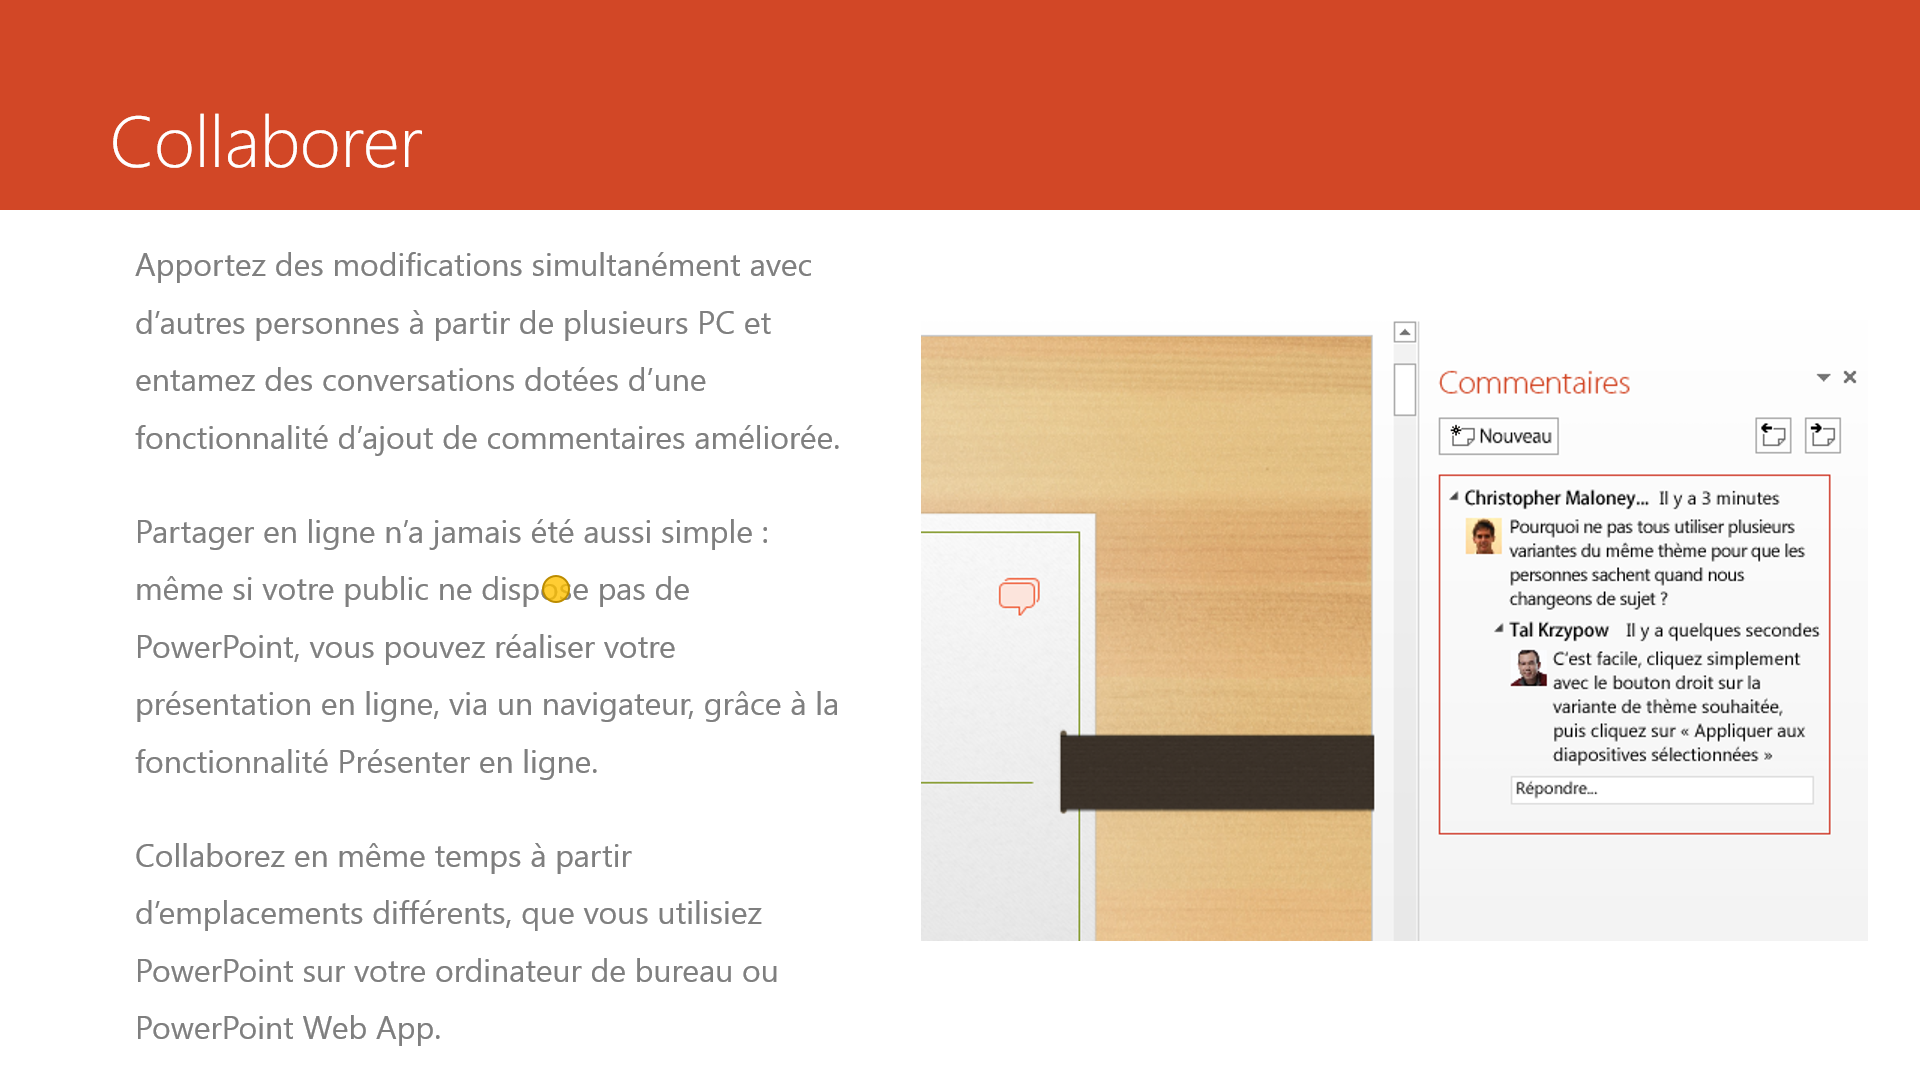 Collaborer
Apportez des modifications simultanément avec
d’autres personnes à partir de plusieurs PC et
entamez des conversations dotées d’une
fonctionnalité d’ajout de commentaires améliorée.
Partager en ligne n’a jamais été aussi simple :
même si votre public ne dispose pas de
PowerPoint, vous pouvez réaliser votre
présentation en ligne, via un navigateur, grâce à la
fonctionnalité Présenter en ligne.
Collaborez en même temps à partir
d’emplacements différents, que vous utilisiez
PowerPoint sur votre ordinateur de bureau ou
PowerPoint Web App.
Commentaires
Nouveau
Christopher Maloney... Il y a 3 minutes
Pourquoi ne pas tous utiliser plusieurs
variantes du même thème pour que les
personnes sachent quand nous
changeons de sujet ?
Tal Krzypow Il y a quelques secondes
C’est facile, cliquez simplement
avec le bouton droit sur la
variante de thème souhaitée,
puis cliquez sur « Appliquer aux
diapositives sélectionnées »
Répondre...